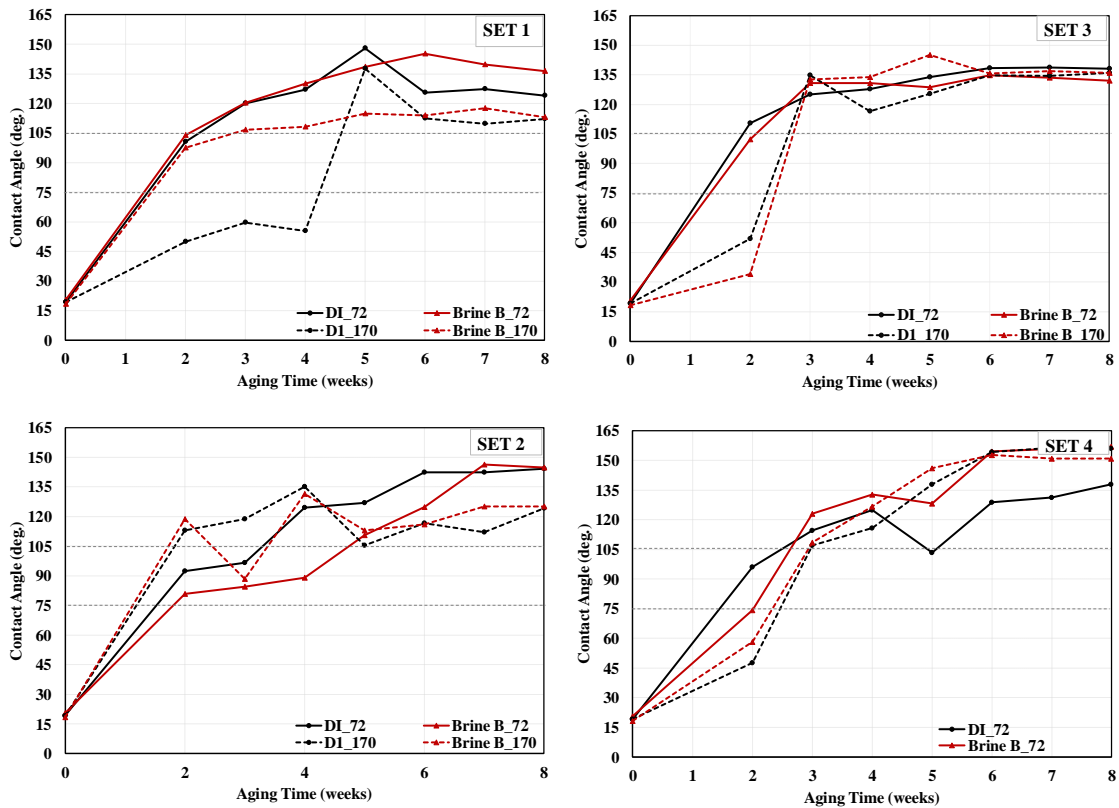 165
150
135
120
105
90
75
60
45
30
15
0
Contact Angle (deg.)
SET 1
DI_72 Brine B_72
D1_170 Brine B_170
0 1 2 3 4 5 6 7 8
Aging Time (weeks)
165
150
135
120
105
90
75
60
45
30
15
0
Contact Angle (deg.)
SET 3
DI_72 Brine B_72
D1_170 Brine B_170
0 1 2 3 4 5 6 7 8
Aging Time (weeks)
165
150
135
120
105
90
75
60
45
30
15
0
Contact Angle (deg.)
SET 2
DI_72 Brine B_72
D1_170 Brine B_170
0 2 3 4 5 6 7 8
Aging Time (weeks)
165
150
135
120
105
90
75
60
45
30
15
0
Contact Angle (deg.)
SET 4
DI_72
Brine B_72
0 1 2 3 4 5 6 7 8
Aging Time (weeks)